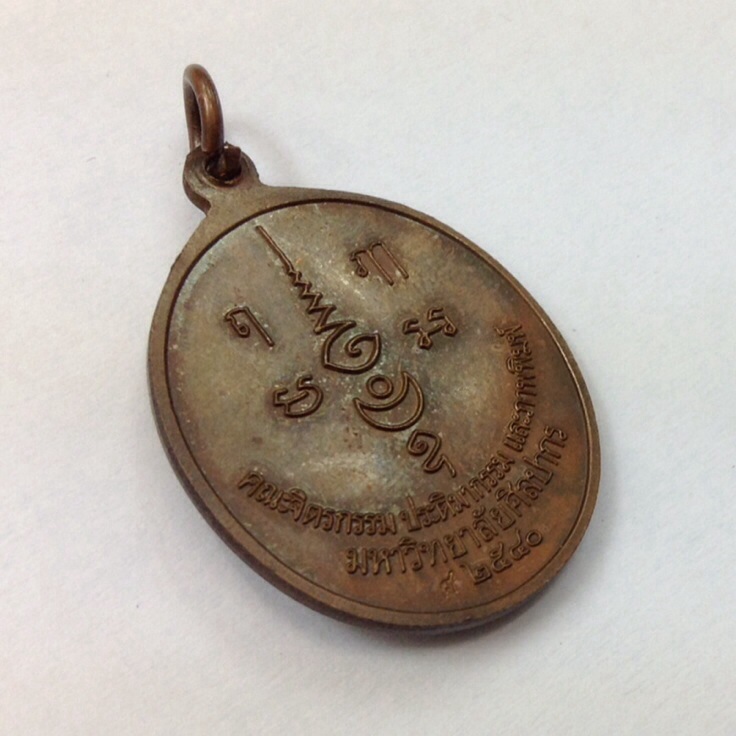 คณะจิตรกรรม ประติมากรรม และภาพพิมพ์
มหาวิทยาลัยศิลปากร
๒๕๔๐